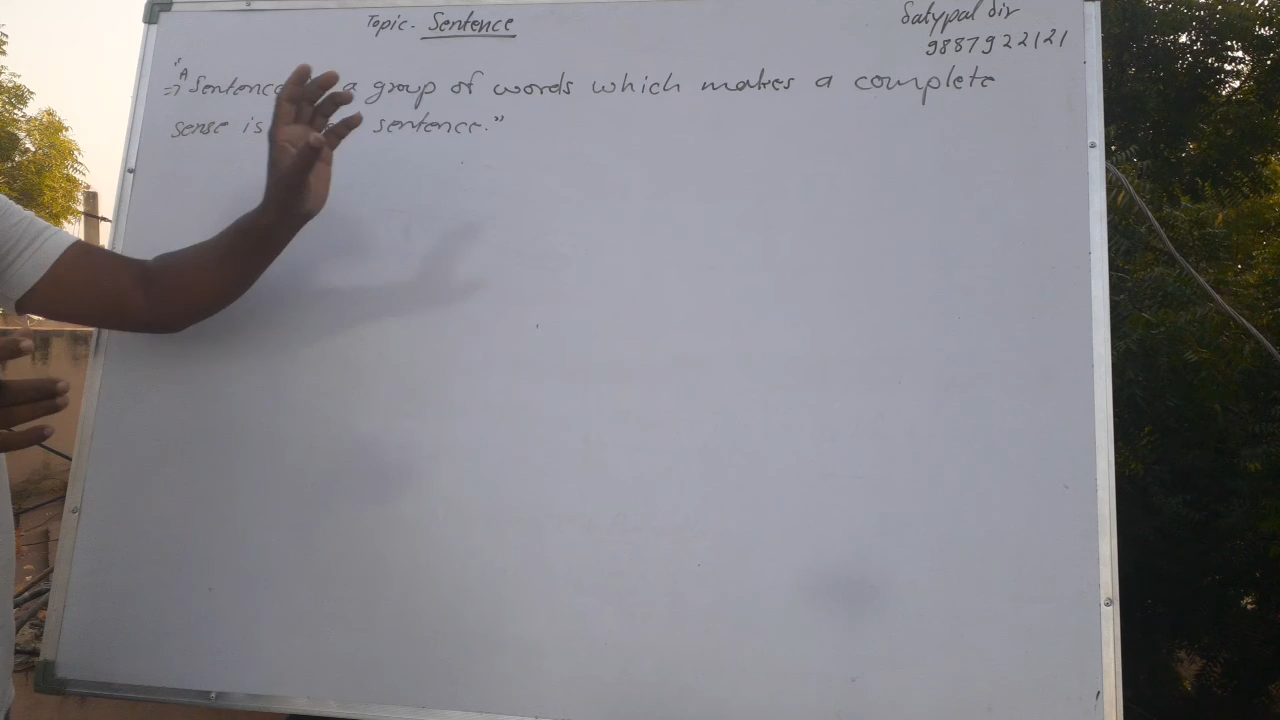 Topic- Sentence
Satypal Sir
9887922121
"A
⇒ Sentence a group of words which makes a complete
sense is sentence."